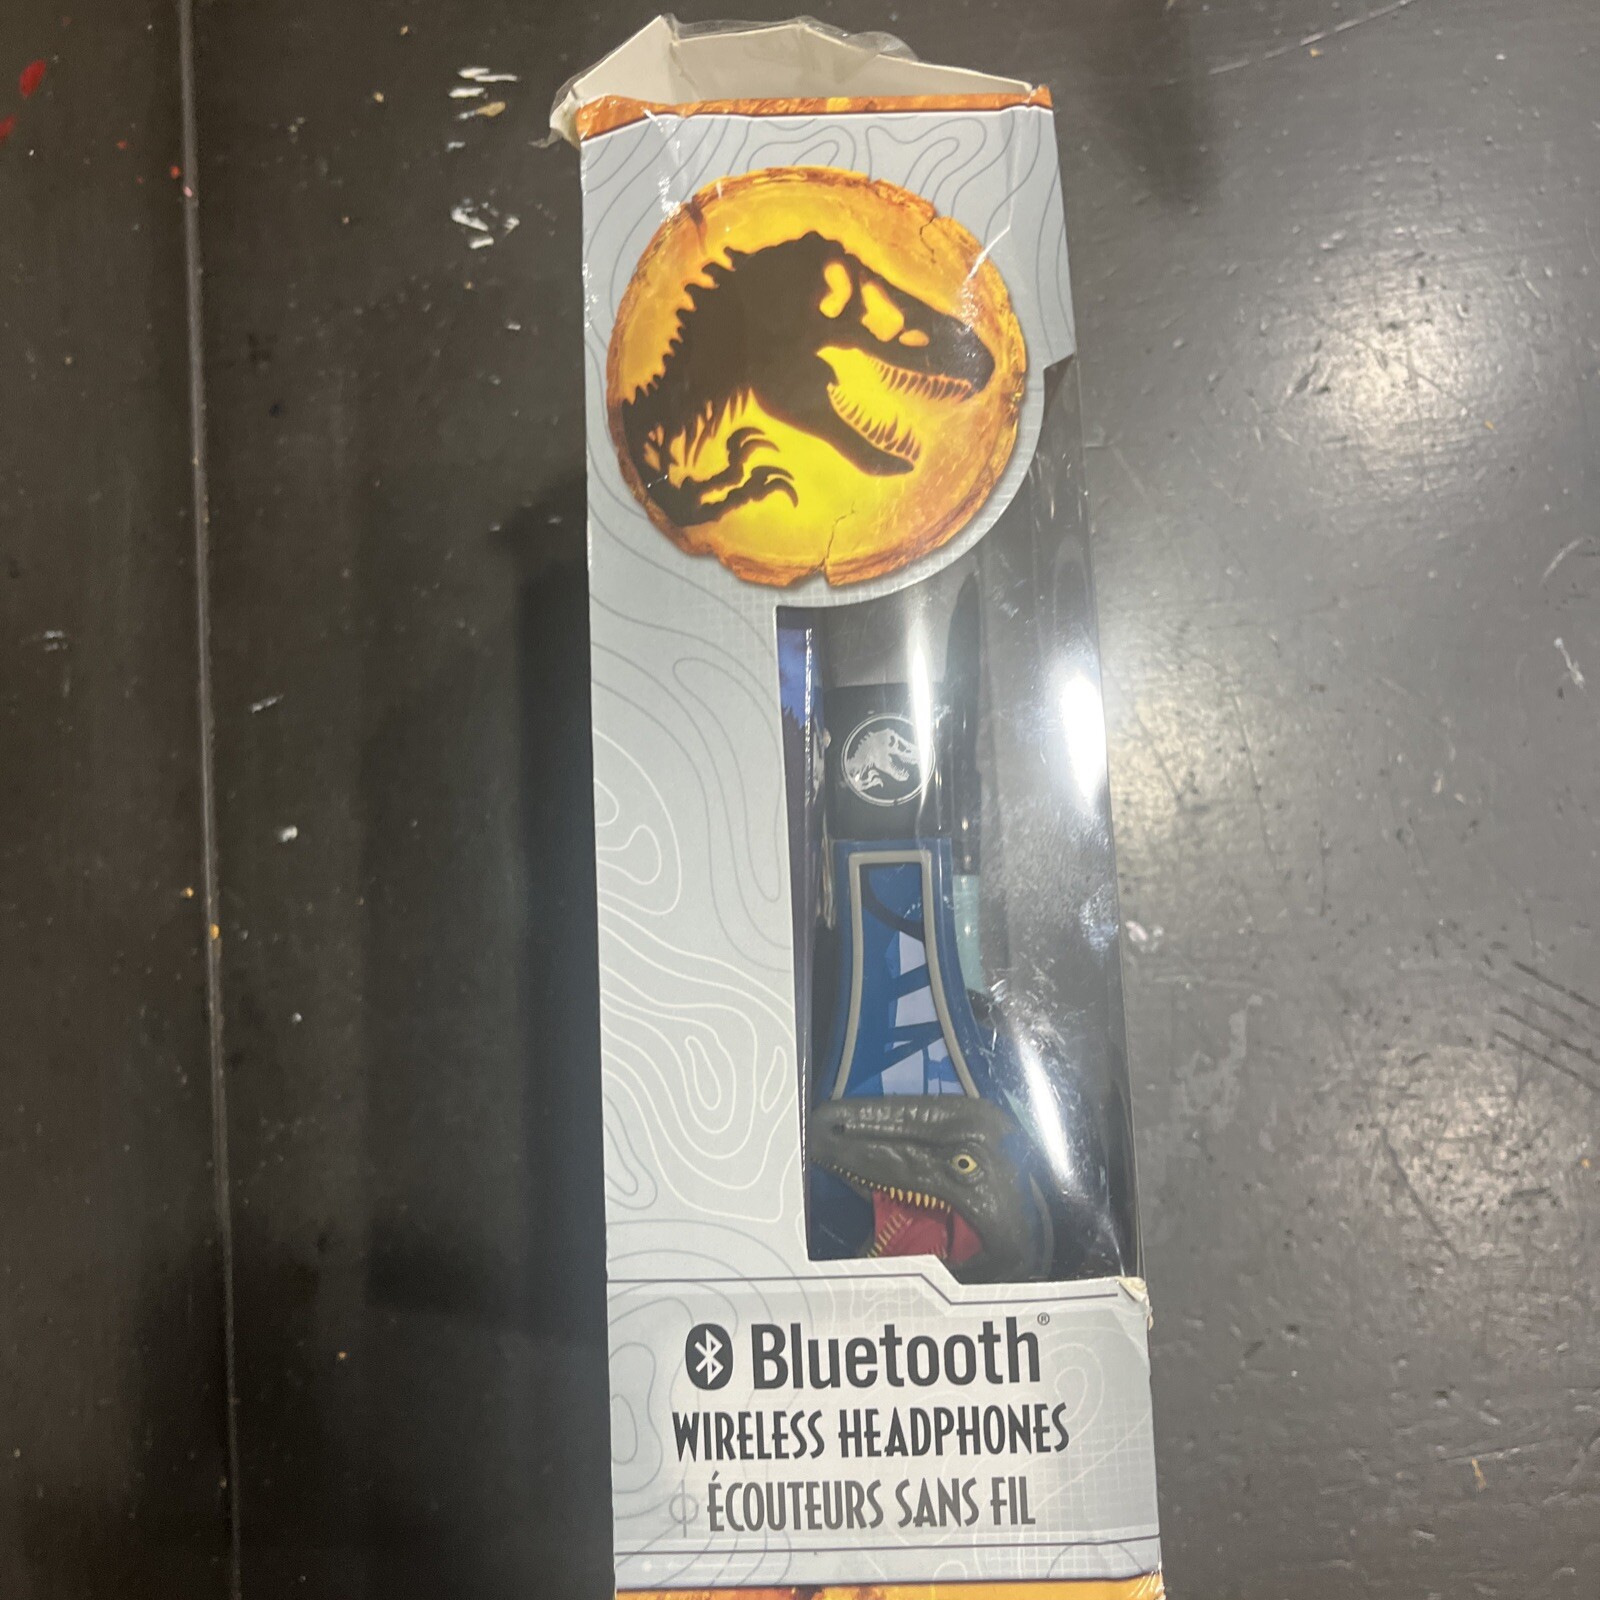 Bluetooth®
WIRELESS HEADPHONES
ÉCOUTEURS SANS FIL